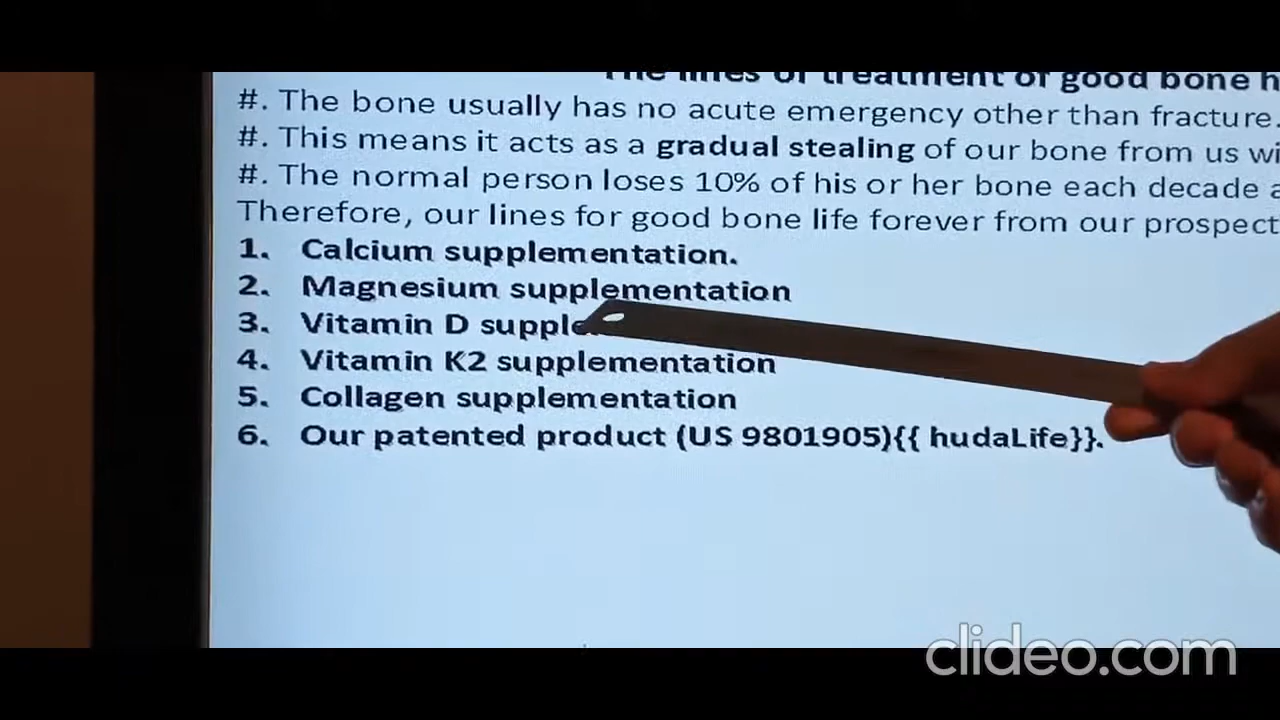 The lines of treatment of good bone
#. The bone usually has no acute emergency other than fracture.
#. This means it acts as a gradual stealing of our bone from us
#. The normal person loses 10% of his or her bone each decade
Therefore, our lines for good bone life forever from our
1. Calcium supplementation.
2. Magnesium supplementation
3. Vitamin D
4. Vitamin K2 supplementation
5. Collagen supplementation
6. Our patented product (US 9801905){{ hudaLife}}.
clideo.com